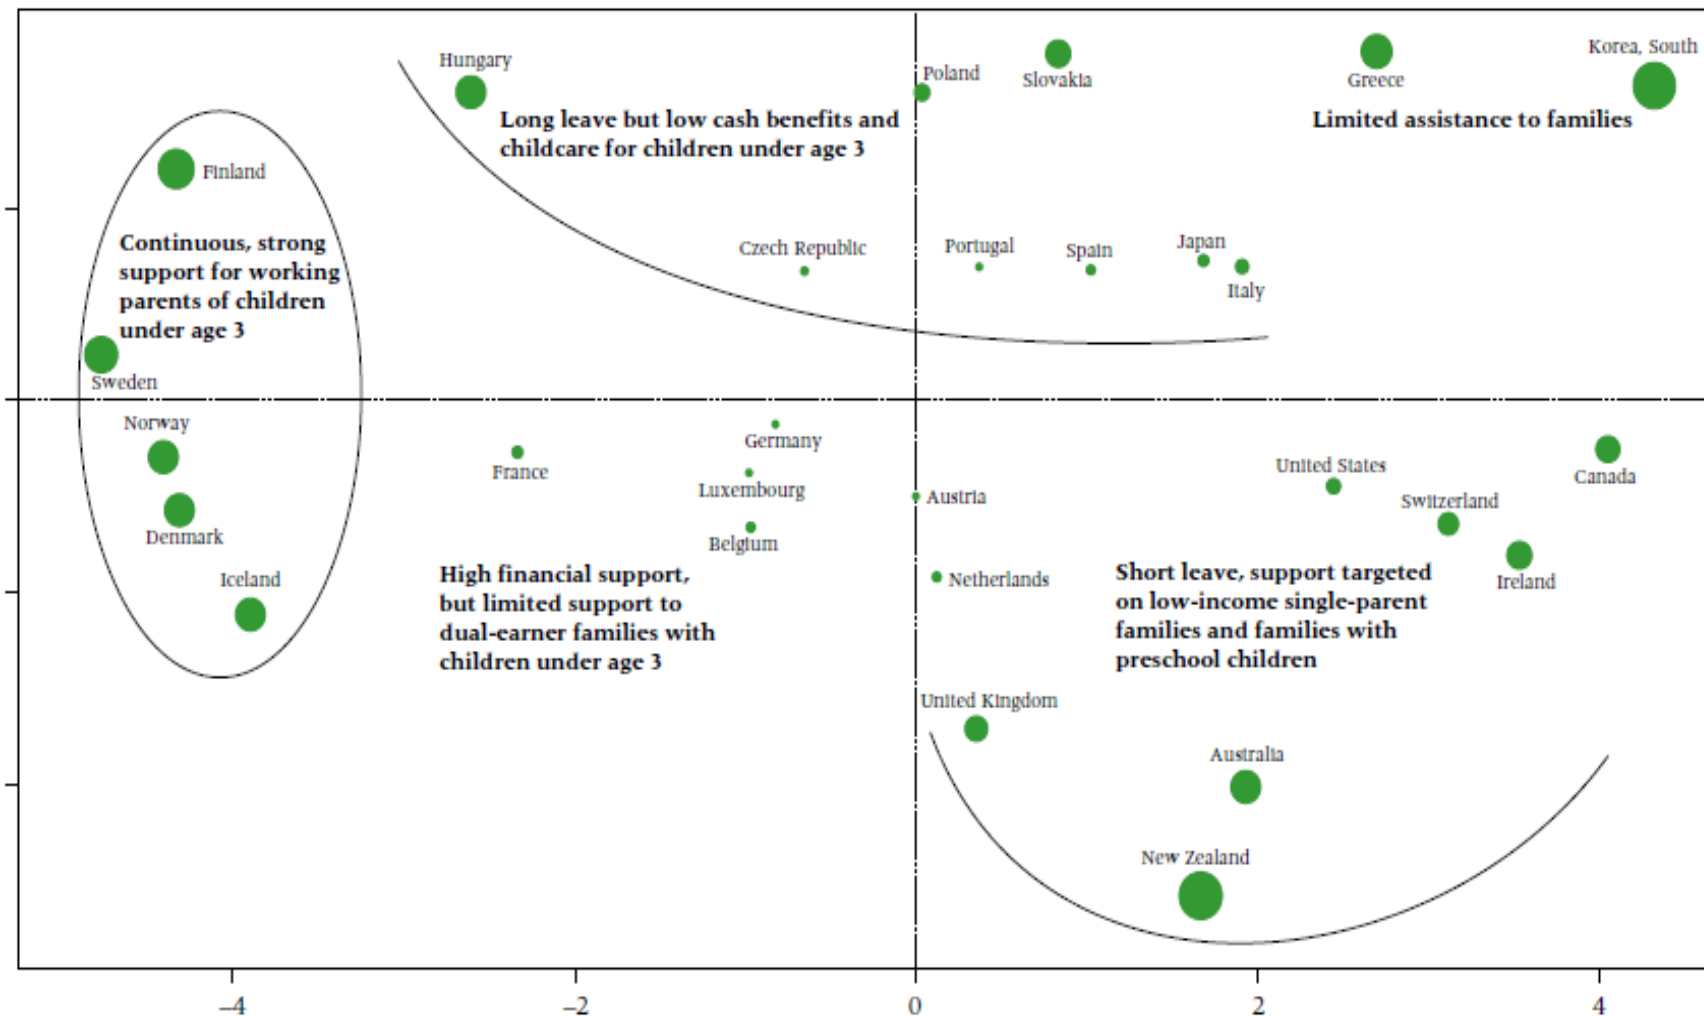 Hungary
Poland
Slovakia
Greece
Korea, South
Long leave but low cash benefits and
childcare for children under age 3
Limited assistance to families
Finland
Continuous, strong
support for working
parents of children
under age 3
Czech Republic
Portugal
Spain
Japan
Italy
Sweden
Norway
Denmark
Iceland
France
Germany
Luxembourg
Belgium
Austria
Netherlands
United States
Canada
Switzerland
Ireland
High financial support,
but limited support to
dual-earner families with
children under age 3
Short leave, support targeted
on low-income single-parent
families and families with
preschool children
United Kingdom
Australia
New Zealand
–4
–2
0
2
4